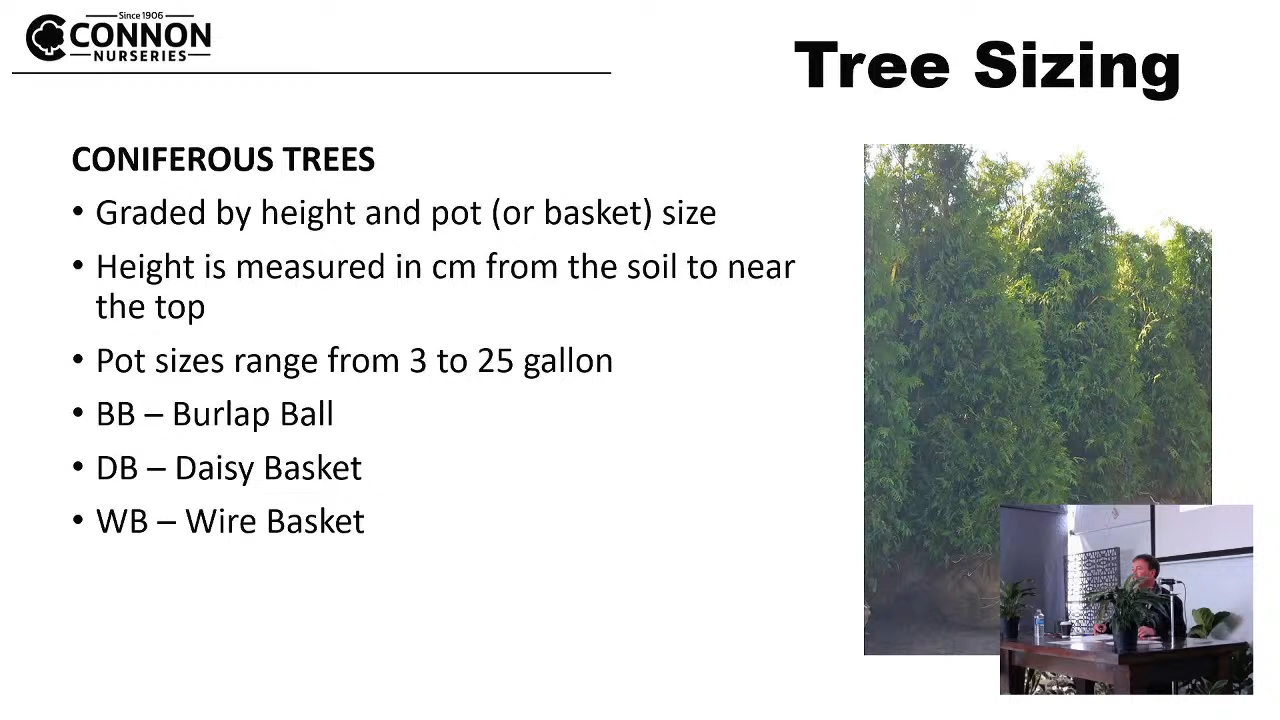 Since 1906
CONNON
NURSERIES
Tree Sizing
CONIFEROUS TREES
• Graded by height and pot (or basket) size
• Height is measured in cm from the soil to near
the top
• Pot sizes range from 3 to 25 gallon
• BB – Burlap Ball
• DB – Daisy Basket
• WB – Wire Basket